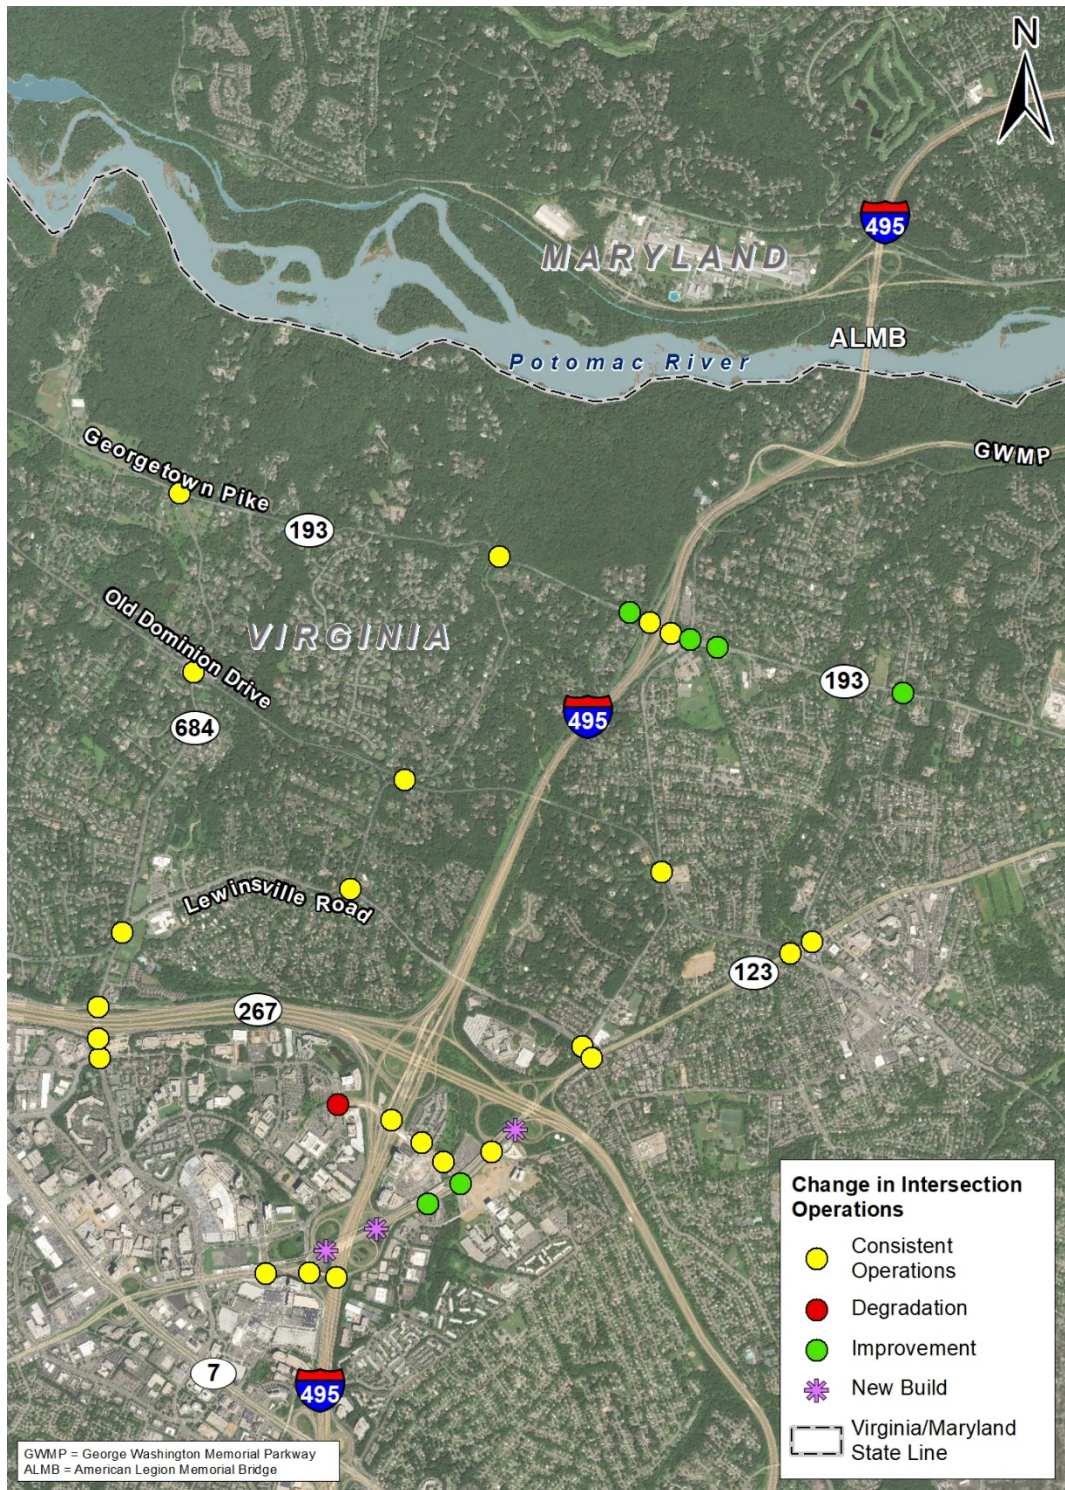 N
495
MARYLAND
ALMB
Potomac River
GWMP
Georgetown Pike
193
Old Dominion Drive
VIRGINIA
193
495
684
Lewinsville Road
123
267
7
495
Change in Intersection
Operations
Consistent
Operations
Degradation
Improvement
New Build
Virginia/Maryland
State Line
GWMP = George Washington Memorial Parkway
ALMB = American Legion Memorial Bridge